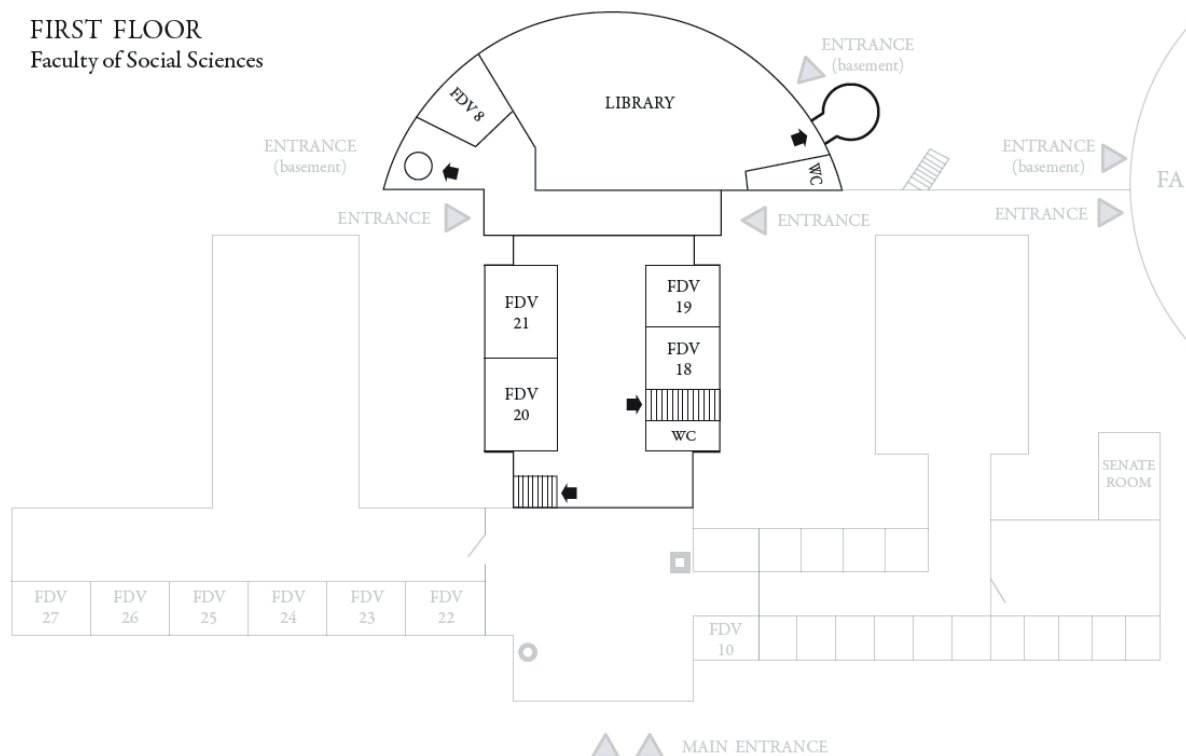 FIRST FLOOR
Faculty of Social Sciences
ENTRANCE
(basement)
FDV 8
LIBRARY
ENTRANCE
(basement)
WC
ENTRANCE
(basement)
FA
ENTRANCE
ENTRANCE
ENTRANCE
FDV
21
FDV
19
FDV
18
FDV
20
WC
SENATE
ROOM
FDV
27
FDV
26
FDV
25
FDV
24
FDV
23
FDV
22
FDV
10
MAIN ENTRANCE